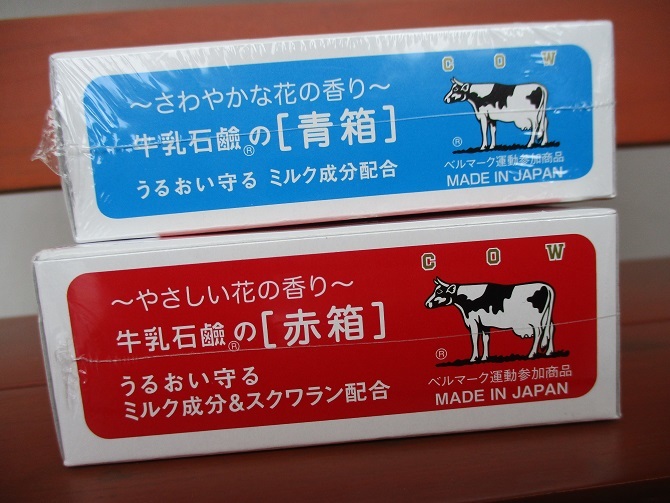 ～さわやかな花の香り～
牛乳石鹼®の［青箱］
うるおい守る ミルク成分配合
COW
®
ベルマーク運動参加商品
MADE IN JAPAN
～やさしい花の香り～
牛乳石鹼®の［赤箱］
うるおい守る
ミルク成分&スクワラン配合
COW
®
ベルマーク運動参加商品
MADE IN JAPAN